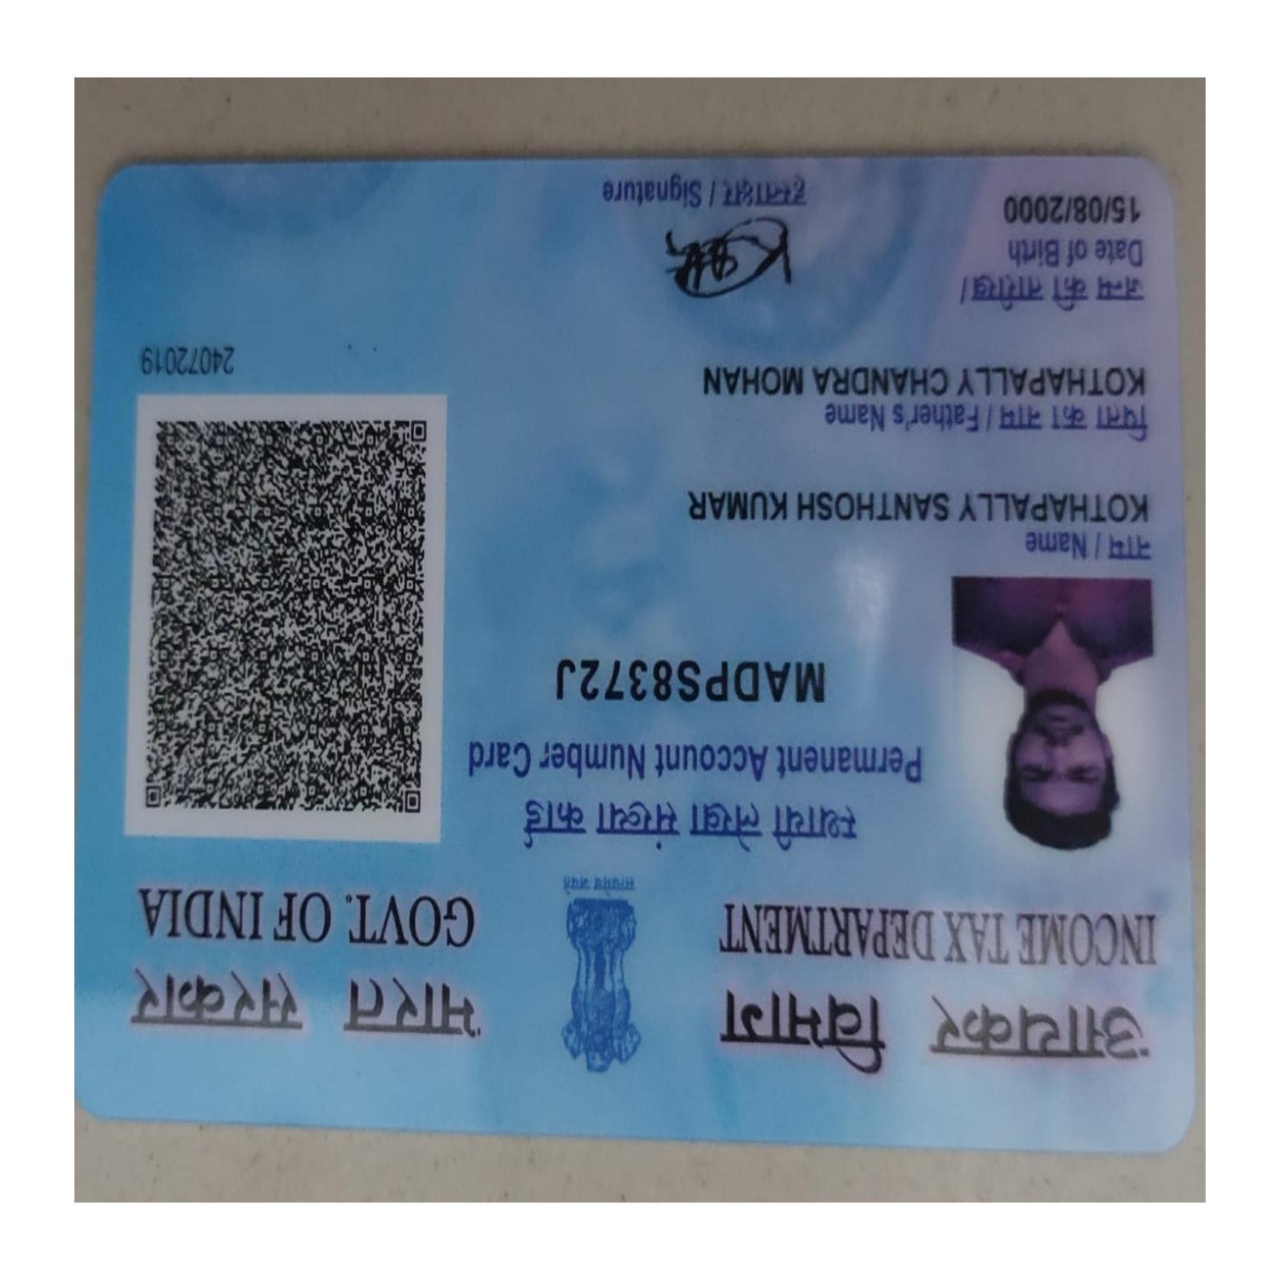 आयकर विभाग
INCOME TAX DEPARTMENT
भारत सरकार
GOVT. OF INDIA
सत्यमेव जयते
स्थायी लेखा संख्या कार्ड
Permanent Account Number Card
MADPS8372J
नाम / Name
KOTHAPALLY SANTHOSH KUMAR
पिता का नाम / Father's Name
KOTHAPALLY CHANDRA MOHAN
जन्म की तारीख /
Date of Birth
15/08/2000
हस्ताक्षर / Signature
24072019